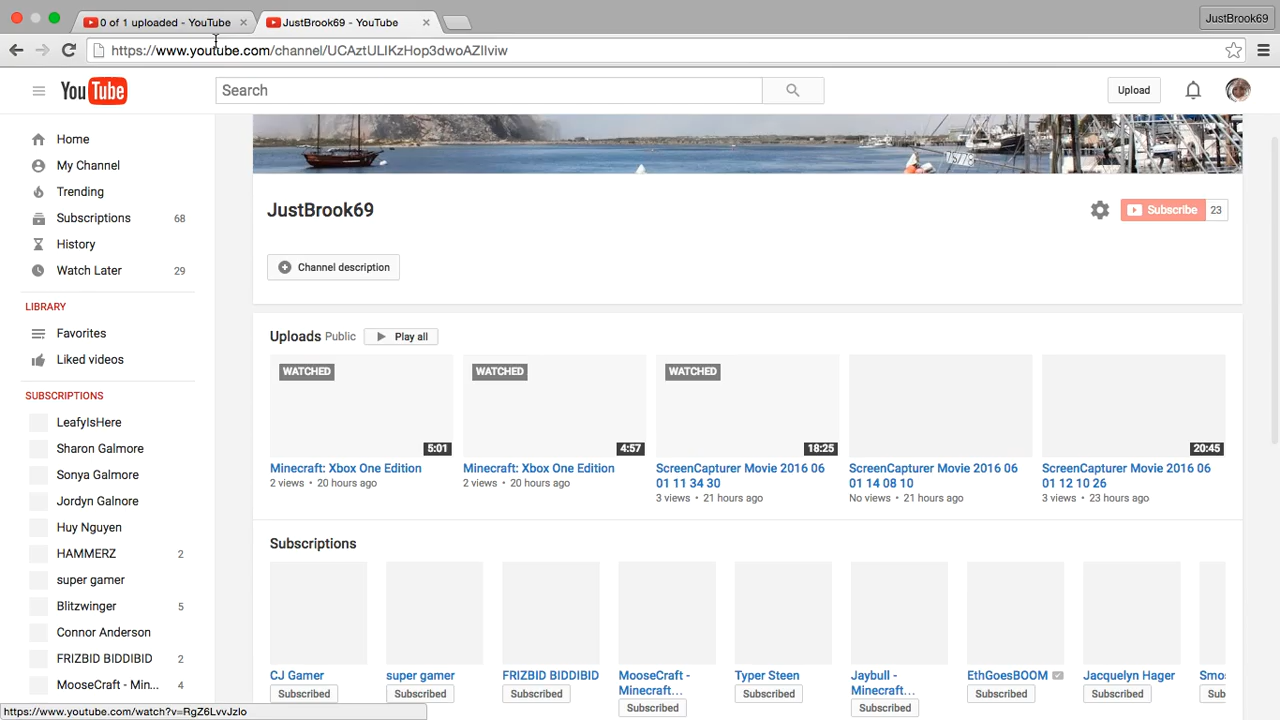 0 of 1 uploaded - YouTube
JustBrook69 - YouTube
JustBrook69
https://www.youtube.com/channel/UCAztULIKzHop3dwoAZIlviw
YouTube
Search
Upload
Home
My Channel
Trending
Subscriptions 68
History
Watch Later 29
LIBRARY
Favorites
Liked videos
SUBSCRIPTIONS
LeafyIsHere
Sharon Galmore
Sonya Galmore
Jordyn Galnore
Huy Nguyen
HAMMERZ 2
super gamer
Blitzwinger 5
Connor Anderson
FRIZBID BIDDIBID 2
MooseCraft - Min... 4
JustBrook69
Subscribe 23
Channel description
Uploads Public Play all
WATCHED WATCHED WATCHED
5:01 4:57 18:25 20:45
Minecraft: Xbox One Edition
2 views • 20 hours ago
Minecraft: Xbox One Edition
2 views • 20 hours ago
ScreenCapturer Movie 2016 06
01 11 34 30
3 views • 21 hours ago
ScreenCapturer Movie 2016 06
01 14 08 10
No views • 21 hours ago
ScreenCapturer Movie 2016 06
01 12 10 26
3 views • 23 hours ago
Subscriptions
CJ Gamer
Subscribed
super gamer
Subscribed
FRIZBID BIDDIBID
Subscribed
MooseCraft -
Minecraft...
Subscribed
Typer Steen
Subscribed
Jaybull -
Minecraft...
Subscribed
EthGoesBOOM
Subscribed
Jacquelyn Hager
Subscribed
Smos
Sub
https://www.youtube.com/watch?v=RgZ6LvvJzIo